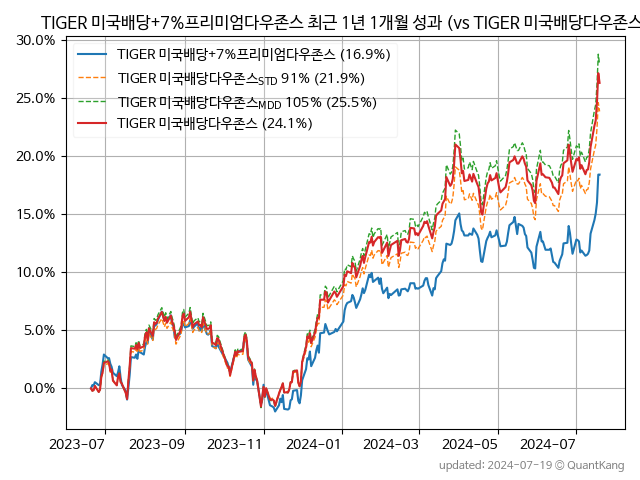 TIGER 미국배당+7%프리미엄다우존스 최근 1년 1개월 성과 (vs TIGER 미국배당다우존스
30.0%
25.0%
20.0%
15.0%
10.0%
5.0%
0.0%
TIGER 미국배당+7%프리미엄다우존스 (16.9%)
TIGER 미국배당다우존스STD 91% (21.9%)
TIGER 미국배당다우존스MDD 105% (25.5%)
TIGER 미국배당다우존스 (24.1%)
2023-07 2023-09 2023-11 2024-01 2024-03 2024-05 2024-07
updated: 2024-07-19 © QuantKang